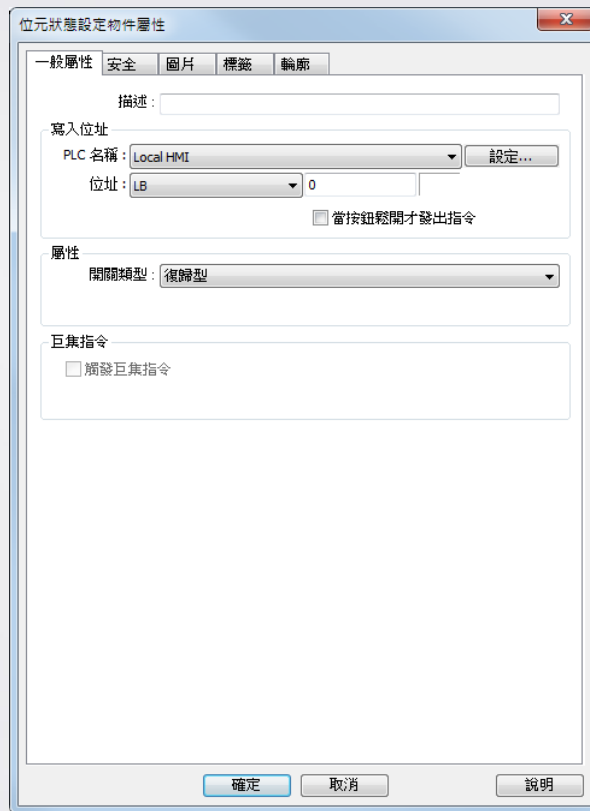 位元狀態設定物件屬性
一般屬性 安全 圖片 標籤 輪廓
描述 :
寫入位址
PLC 名稱 : Local HMI 設定...
位址 : LB 0
當按鈕鬆開才發出指令
屬性
開關類型 : 復歸型
巨集指令
觸發巨集指令
確定 取消 說明